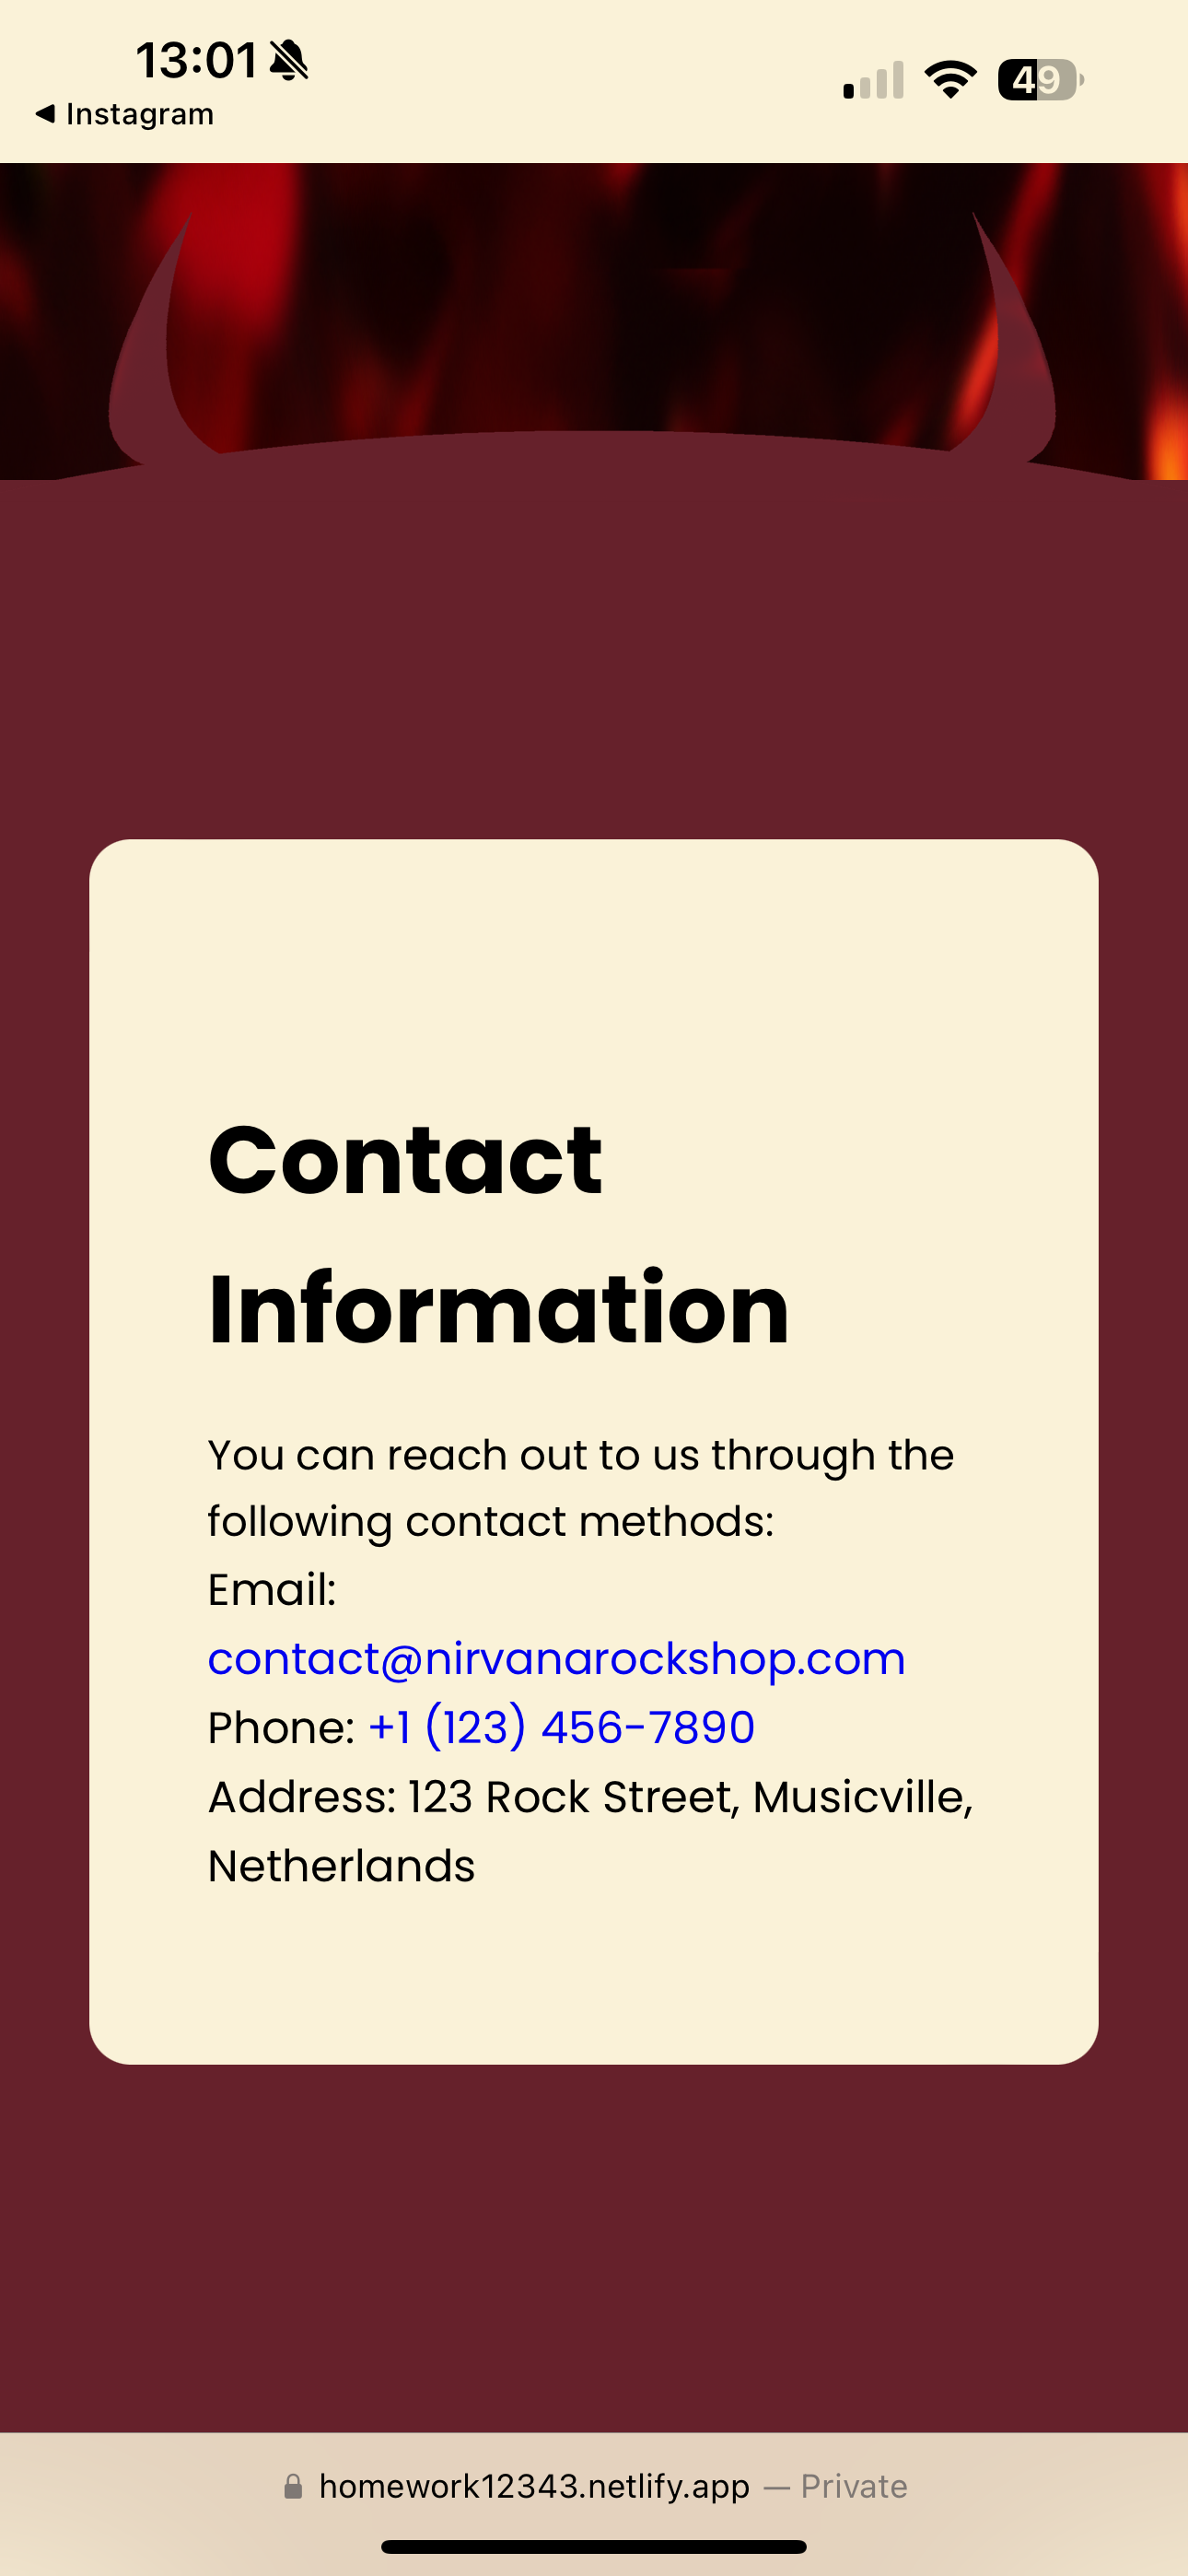 13:01
◀ Instagram
49
Contact
Information
You can reach out to us through the
following contact methods:
Email:
contact@nirvanarockshop.com
Phone: +1 (123) 456-7890
Address: 123 Rock Street, Musicville,
Netherlands
homework12343.netlify.app — Private